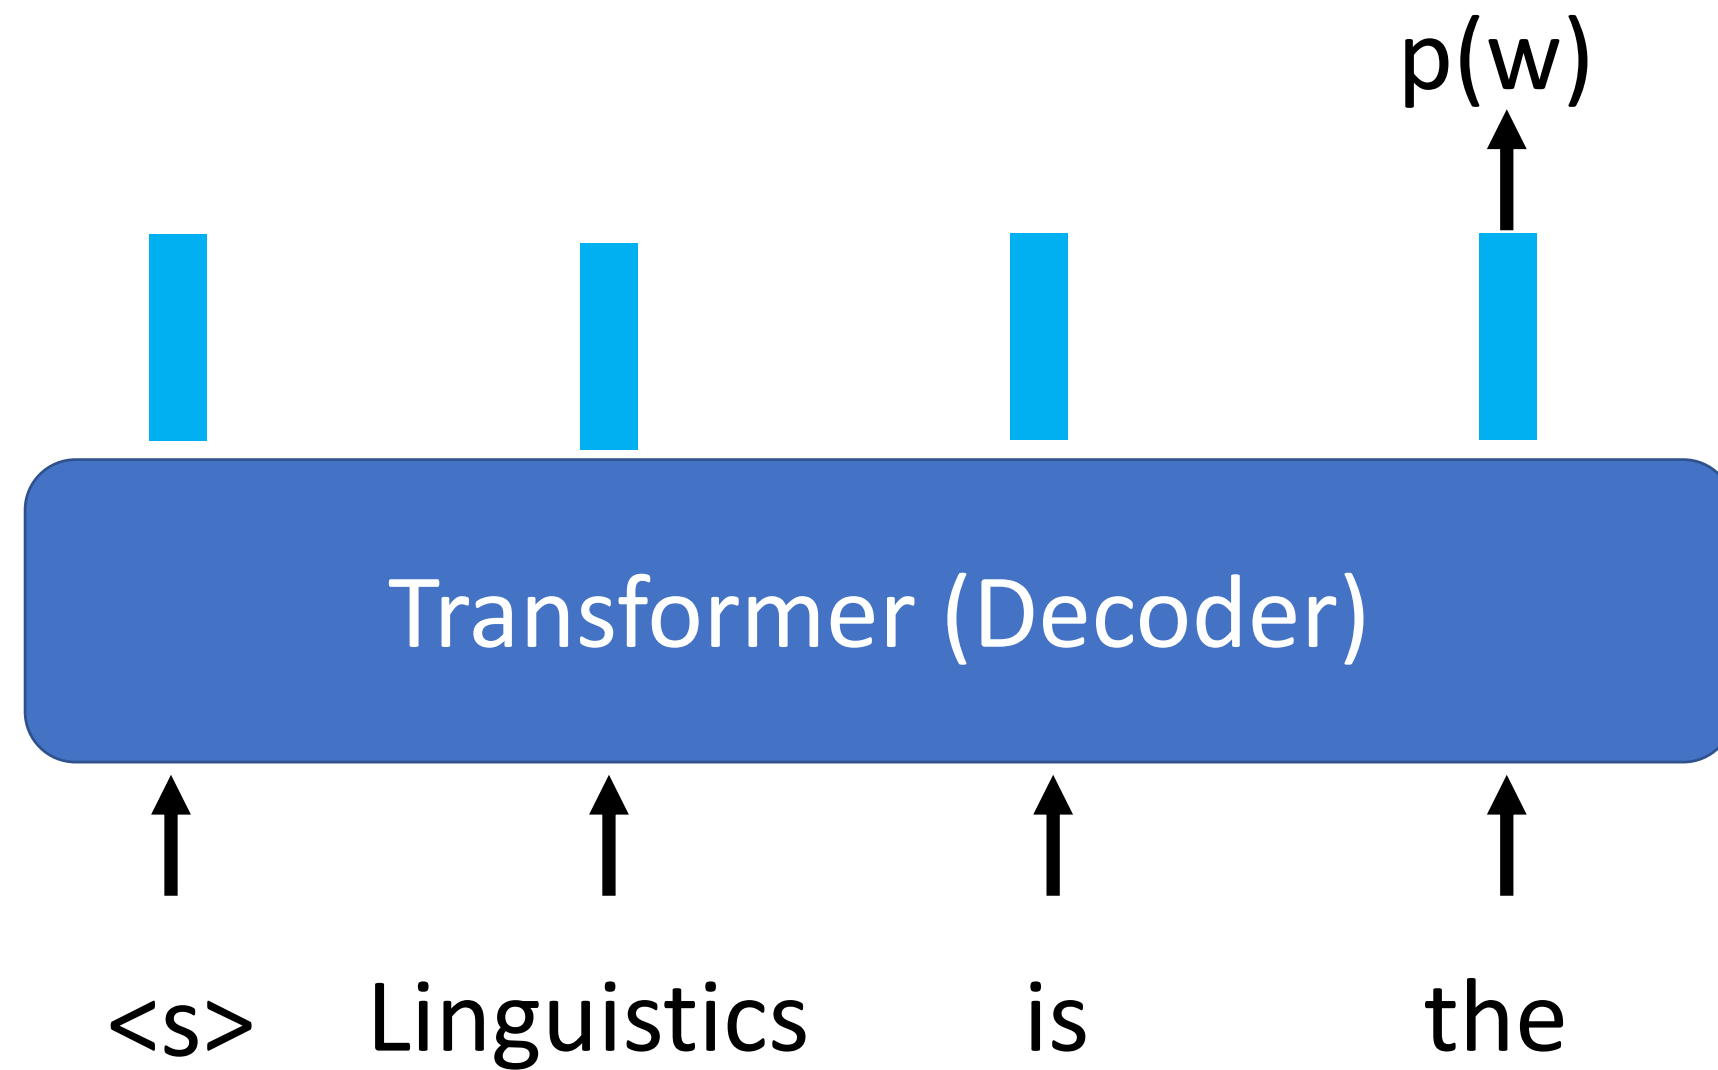 p(w)
Transformer (Decoder)
<s> Linguistics is the